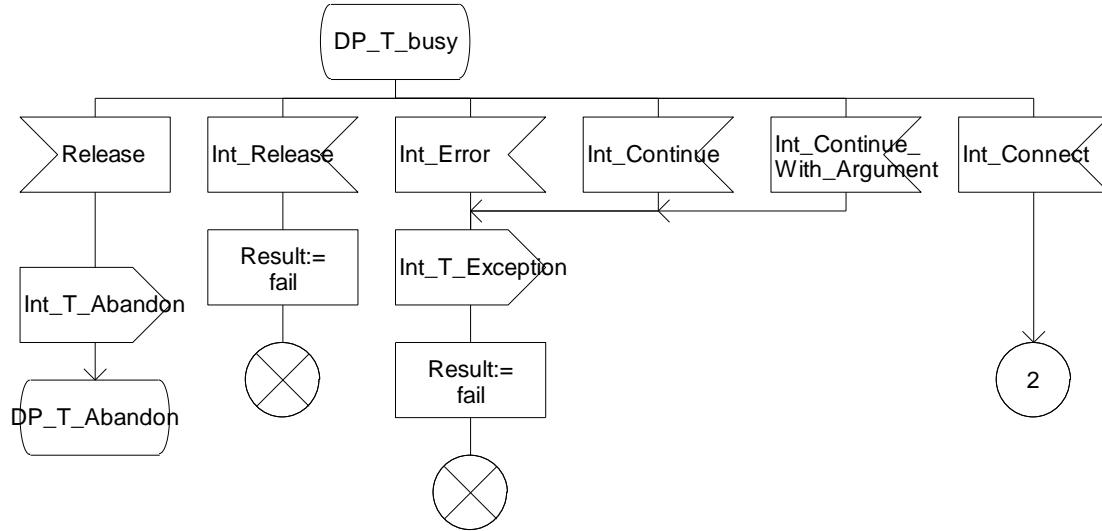 DP_T_busy
Release
Int_Release
Int_Error
Int_Continue
Int_Continue_
With_Argument
Int_Connect
Result:=
fail
Int_T_Exception
Int_T_Abandon
Result:=
fail
2
DP_T_Abandon